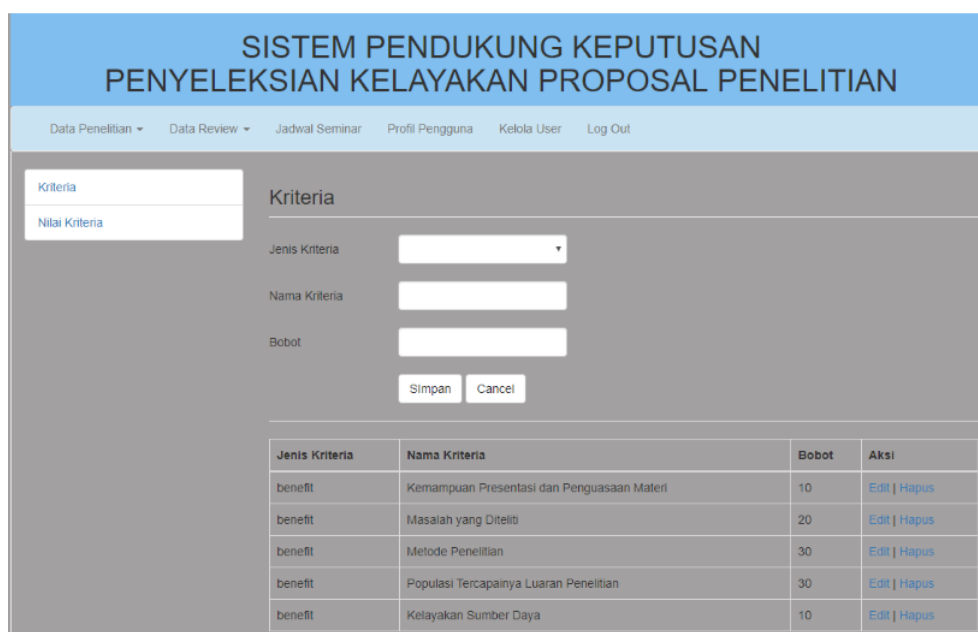 SISTEM PENDUKUNG KEPUTUSAN
PENYELEKSIAN KELAYAKAN PROPOSAL PENELITIAN
Data Penelitian Data Review Jadwal Seminar Profil Pengguna Kelola User Log Out
Kriteria
Nilai Kriteria
Kriteria
Jenis Kriteria
Nama Kriteria
Bobot
Simpan Cancel
Jenis Kriteria Nama Kriteria Bobot Aksi
benefit Kemampuan Presentasi dan Penguasaan Materi 10 Edit | Hapus
benefit Masalah yang Diteliti 20 Edit | Hapus
benefit Metode Penelitian 30 Edit | Hapus
benefit Populasi Tercapainya Luaran Penelitian 30 Edit | Hapus
benefit Kelayakan Sumber Daya 10 Edit | Hapus